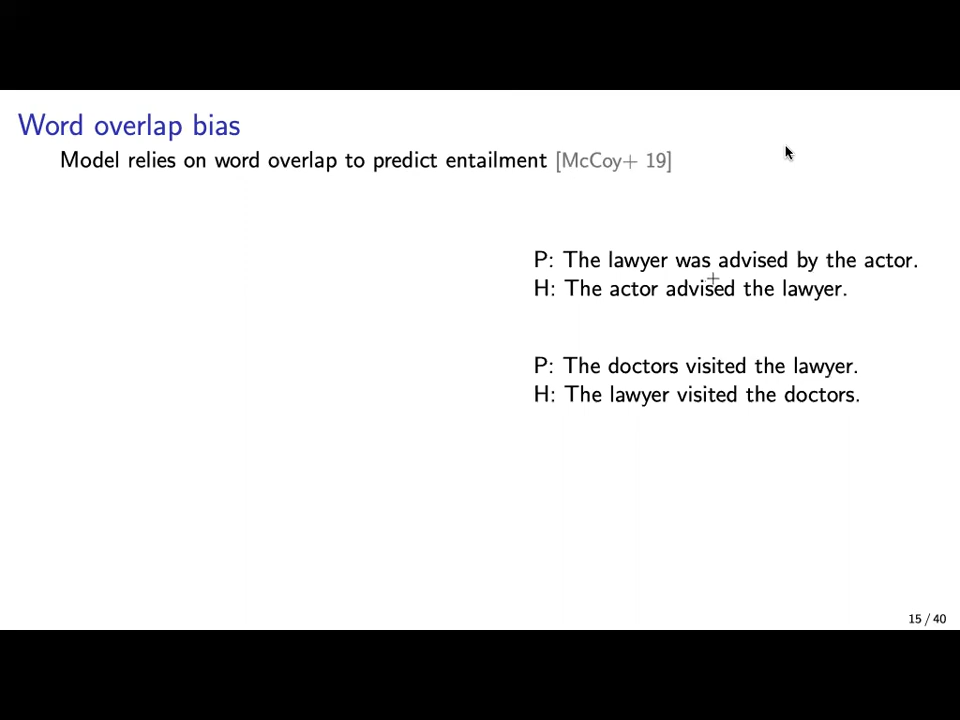 Word overlap bias
Model relies on word overlap to predict entailment [McCoy+ 19]
P: The lawyer was advised by the actor.
H: The actor advised the lawyer.
P: The doctors visited the lawyer.
H: The lawyer visited the doctors.
15 / 40